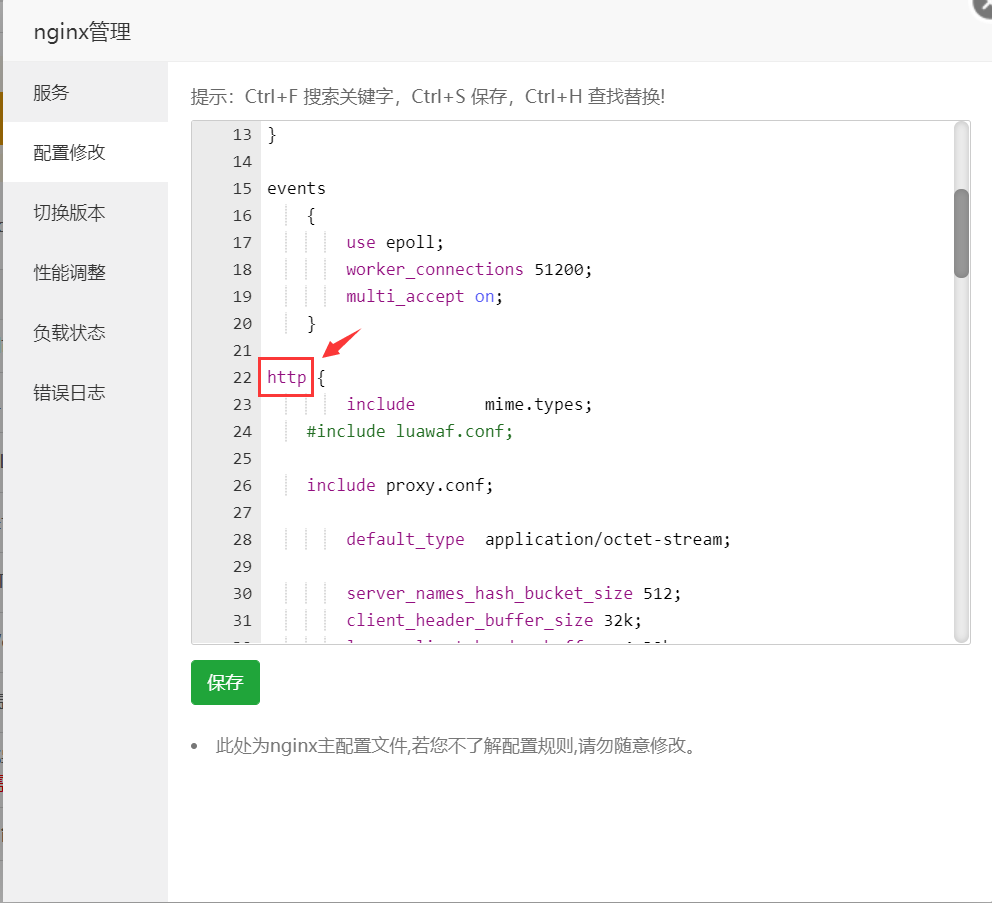 nginx管理
服务
配置修改
切换版本
性能调整
负载状态
错误日志
提示：Ctrl+F 搜索关键字，Ctrl+S 保存，Ctrl+H 查找替换!
13 }
14
15 events
16 {
17 use epoll;
18 worker_connections 51200;
19 multi_accept on;
20 }
21
22 http {
23 include mime.types;
24 #include luawaf.conf;
25
26 include proxy.conf;
27
28 default_type application/octet-stream;
29
30 server_names_hash_bucket_size 512;
31 client_header_buffer_size 32k;
保存
此处为nginx主配置文件,若您不了解配置规则,请勿随意修改。